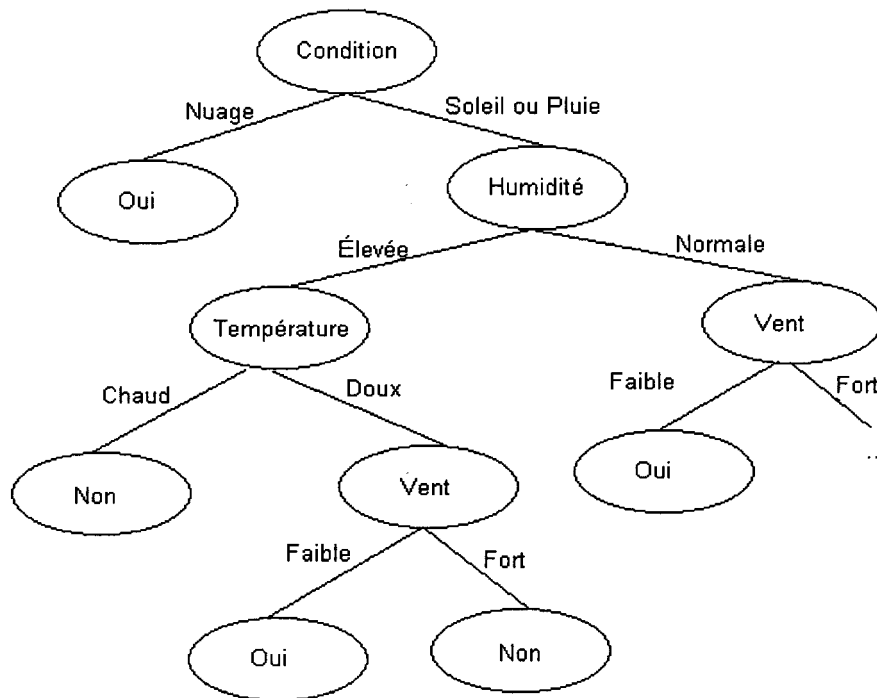 Condition
Nuage
Soleil ou Pluie
Oui
Humidité
Élevée
Normale
Température
Vent
Chaud
Doux
Faible
Fort
Non
Vent
Oui
..
Faible
Fort
Oui
Non